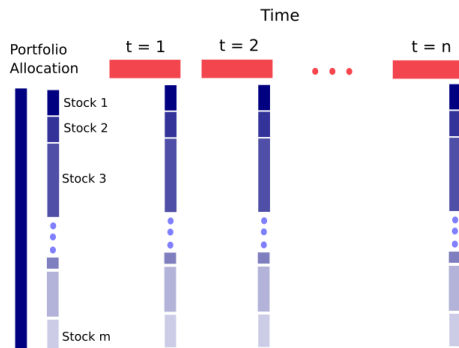 Time
Portfolio
Allocation
t = 1
t = 2
t = n
Stock 1
Stock 2
Stock 3
Stock m